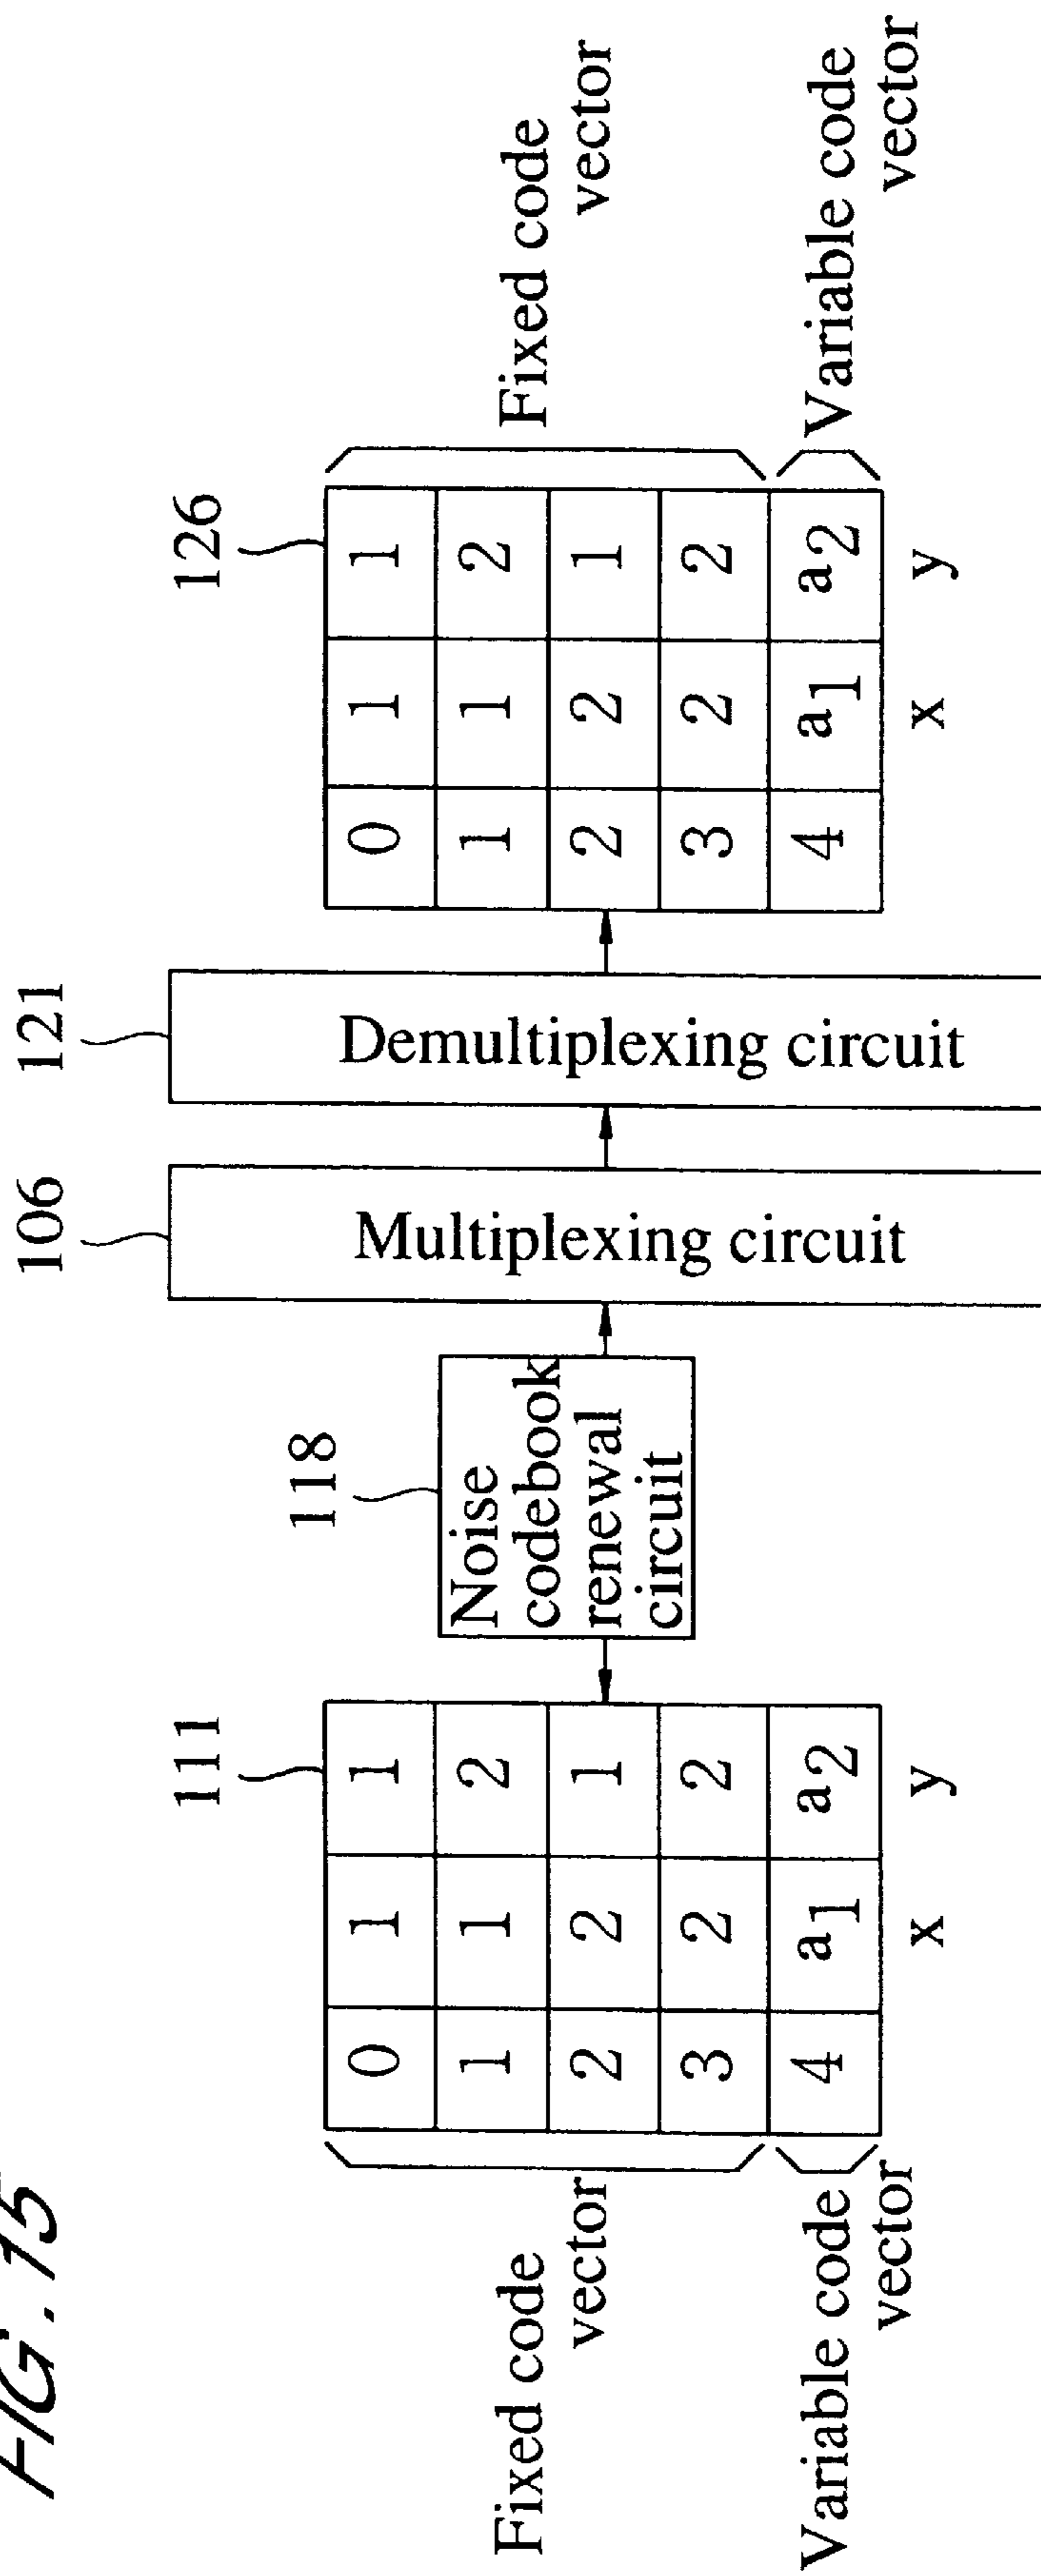 FIG. 15
111
118
106
121
126
Fixed code
vector
Variable code
vector
0 1 1
1 1 2
2 2 1
3 2 2
4 a1 a2
x y
Noise
codebook
renewal
circuit
Multiplexing circuit
Demultiplexing circuit
0 1 1
1 1 2
2 2 1
3 2 2
4 a1 a2
x y
Fixed code
vector
Variable code
vector